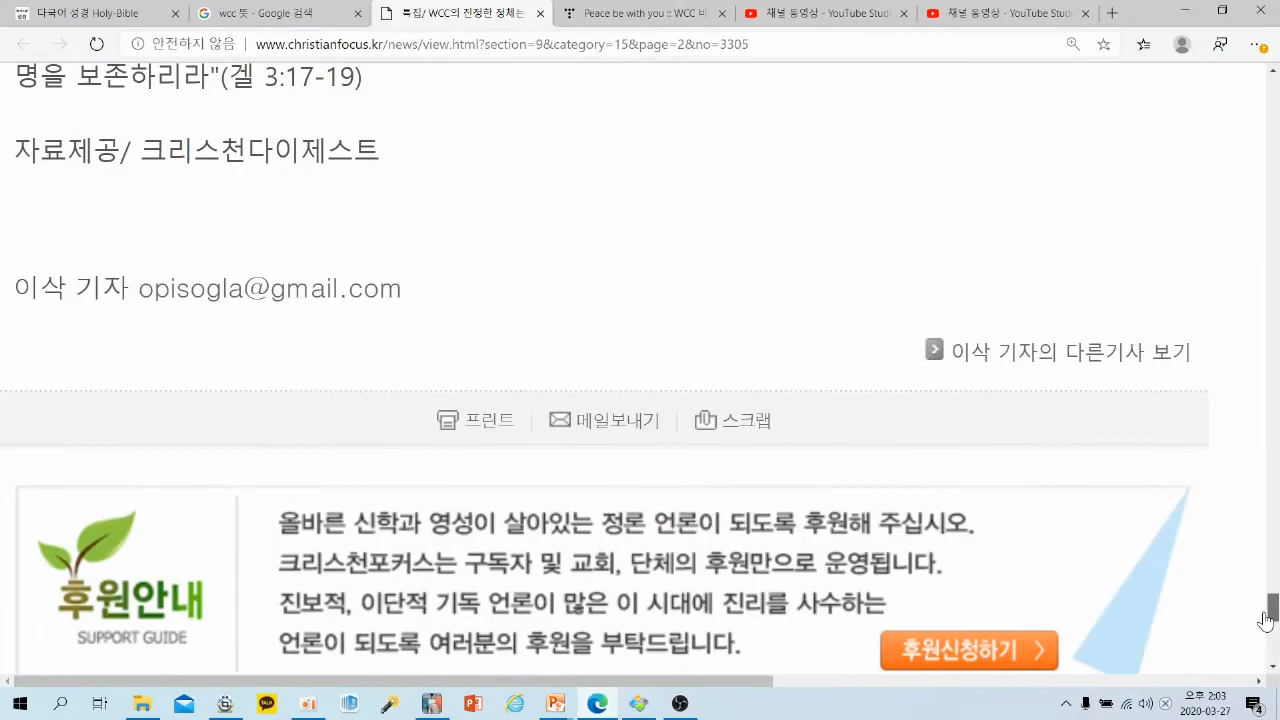 다국어 성경 Holy-Bible
wcc뜻 - Google 검색
특집/ WCC의 진정한 정체는
Peace be with you :: WCC 바
채널 동영상 - YouTube Stud
채널 동영상 - YouTube Stud
안전하지 않음 | www.christianfocus.kr/news/view.html?section=9&category=15&page=2&no=3305
명을 보존하리라"(겔 3:17-19)
자료제공/ 크리스천다이제스트
이삭 기자 opisogla@gmail.com
이삭 기자의 다른기사 보기
프린트 | 메일보내기 | 스크랩
올바른 신학과 영성이 살아있는 정론 언론이 되도록 후원해 주십시오.
크리스천포커스는 구독자 및 교회, 단체의 후원만으로 운영됩니다.
진보적, 이단적 기독 언론이 많은 이 시대에 진리를 사수하는
언론이 되도록 여러분의 후원을 부탁드립니다.
후원안내
SUPPORT GUIDE
후원신청하기
TALK
오후 2:03
2020-03-27
4